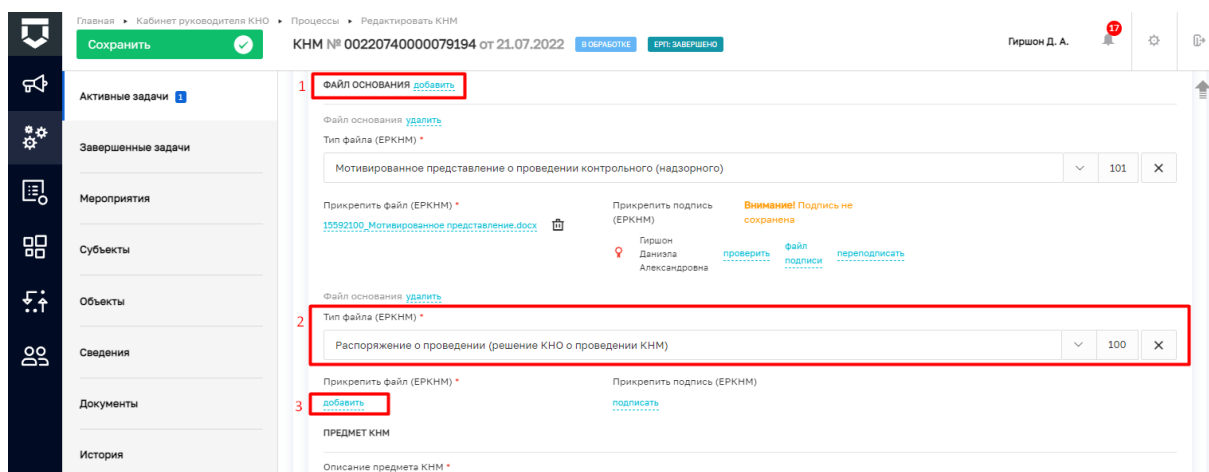 Главная ▸ Кабинет руководителя КНО ▸ Процессы ▸ Редактировать КНМ
Сохранить
КНМ № 00220740000079194 от 21.07.2022 В ОБРАБОТКЕ ЕРП: ЗАВЕРШЕНО
Гиршон Д. А.
17
Активные задачи 1
Завершенные задачи
Мероприятия
Субъекты
Объекты
Сведения
Документы
История
1 ФАЙЛ ОСНОВАНИЯ добавить
Файл основания удалить
Тип файла (ЕРКНМ) *
Мотивированное представление о проведении контрольного (надзорного) 101
Прикрепить файл (ЕРКНМ) *
15592100_Мотивированное представление.docx
Прикрепить подпись
(ЕРКНМ)
Внимание! Подпись не
сохранена
Гиршон
Даниэла
Александровна
проверить
файл
подписи
переподписать
Файл основания удалить
2 Тип файла (ЕРКНМ) *
Распоряжение о проведении (решение КНО о проведении КНМ) 100
Прикрепить файл (ЕРКНМ) *
3 добавить
Прикрепить подпись (ЕРКНМ)
подписать
ПРЕДМЕТ КНМ
Описание предмета КНМ *